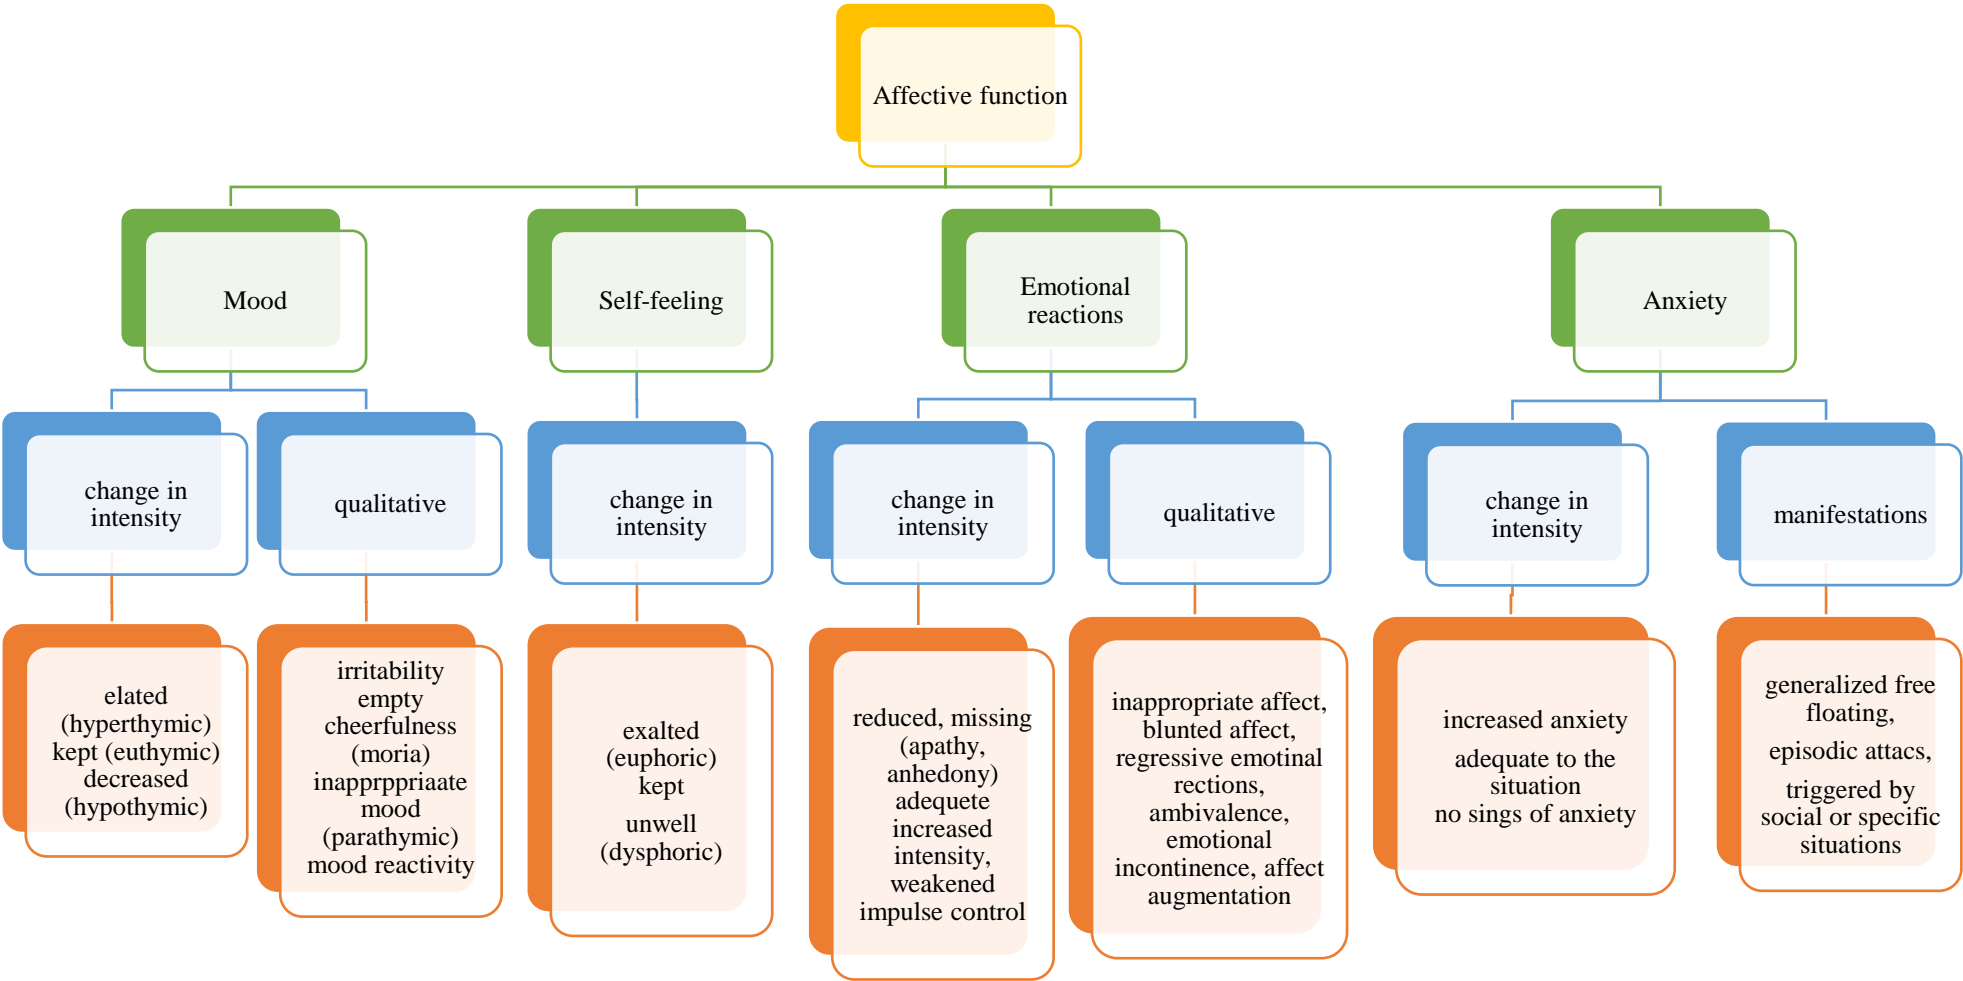 Affective function
Mood
Self-feeling
Emotional
reactions
Anxiety
change in
intensity
qualitative
change in
intensity
change in
intensity
qualitative
change in
intensity
manifestations
elated
(hyperthymic)
kept (euthymic)
decreased
(hypothymic)
irritability
empty
cheerfulness
(moria)
inapprppriaate
mood
(parathymic)
mood reactivity
exalted
(euphoric)
kept
unwell
(dysphoric)
reduced, missing
(apathy,
anhedony)
adequete
increased
intensity,
weakened
impulse control
inappropriate affect,
blunted affect,
regressive emotinal
rections,
ambivalence,
emotional
incontinence, affect
augmentation
increased anxiety
adequate to the
situation
no sings of anxiety
generalized free
floating,
episodic attacs,
triggered by
social or specific
situations